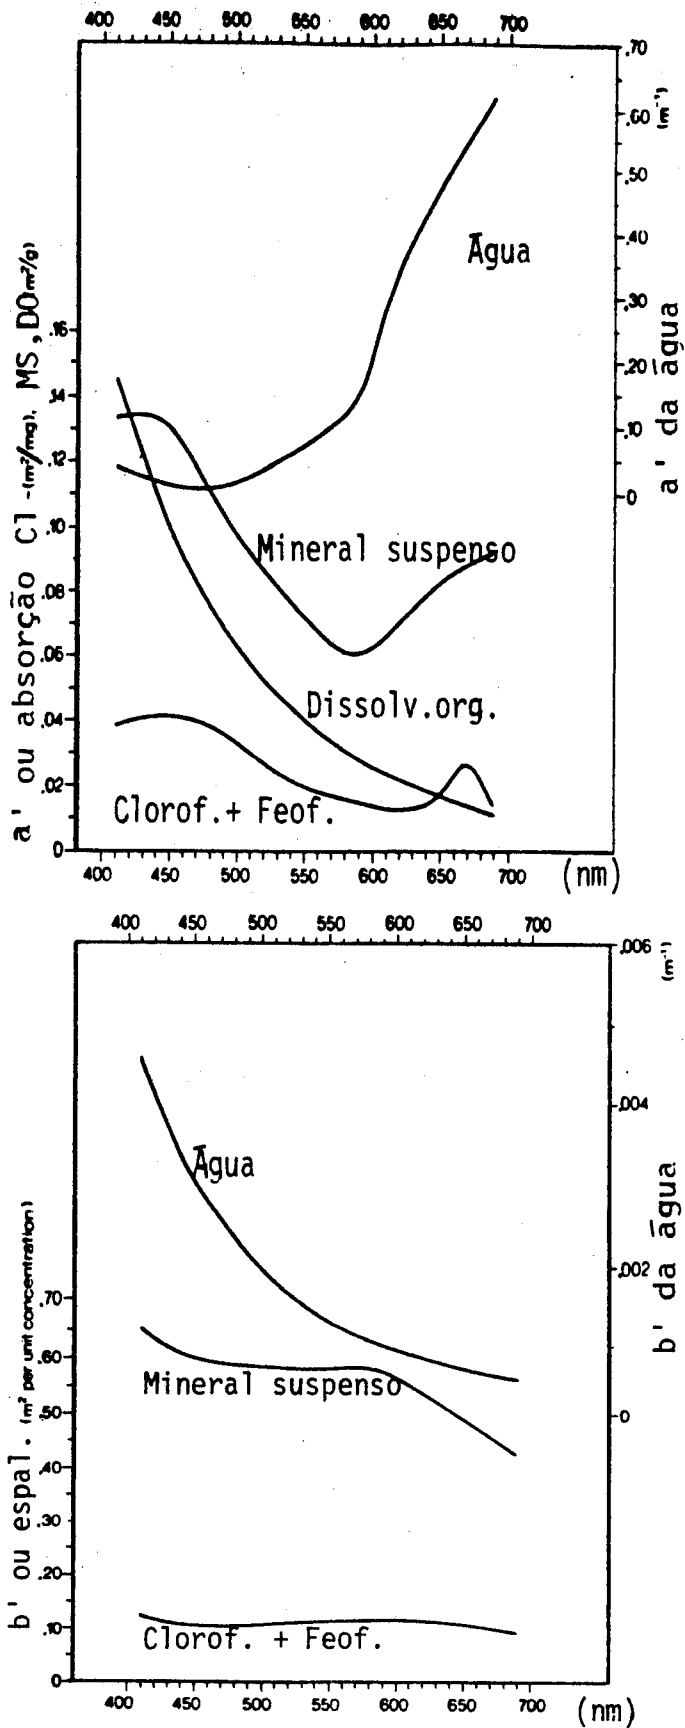 400 450 500 550 600 650 700
.70
.60
.50
.40
.30
.20
.10
0
(m⁻¹)
a' da água
Água
a' ou absorção Cl -(m²/mg), MS,DO(m²/g)
.16
.14
.12
.10
.08
.06
.04
.02
0
Mineral suspenso
Dissolv.org.
Clorof.+ Feof.
400 450 500 550 600 650 700 (nm)
400 450 500 550 600 650 700
.006
.004
.002
0
(m⁻¹)
b' da água
Água
b' ou espal. (m² per unit concentration)
.70
.60
.50
.40
.30
.20
.10
0
Mineral suspenso
Clorof. + Feof.
400 450 500 550 600 650 700 (nm)